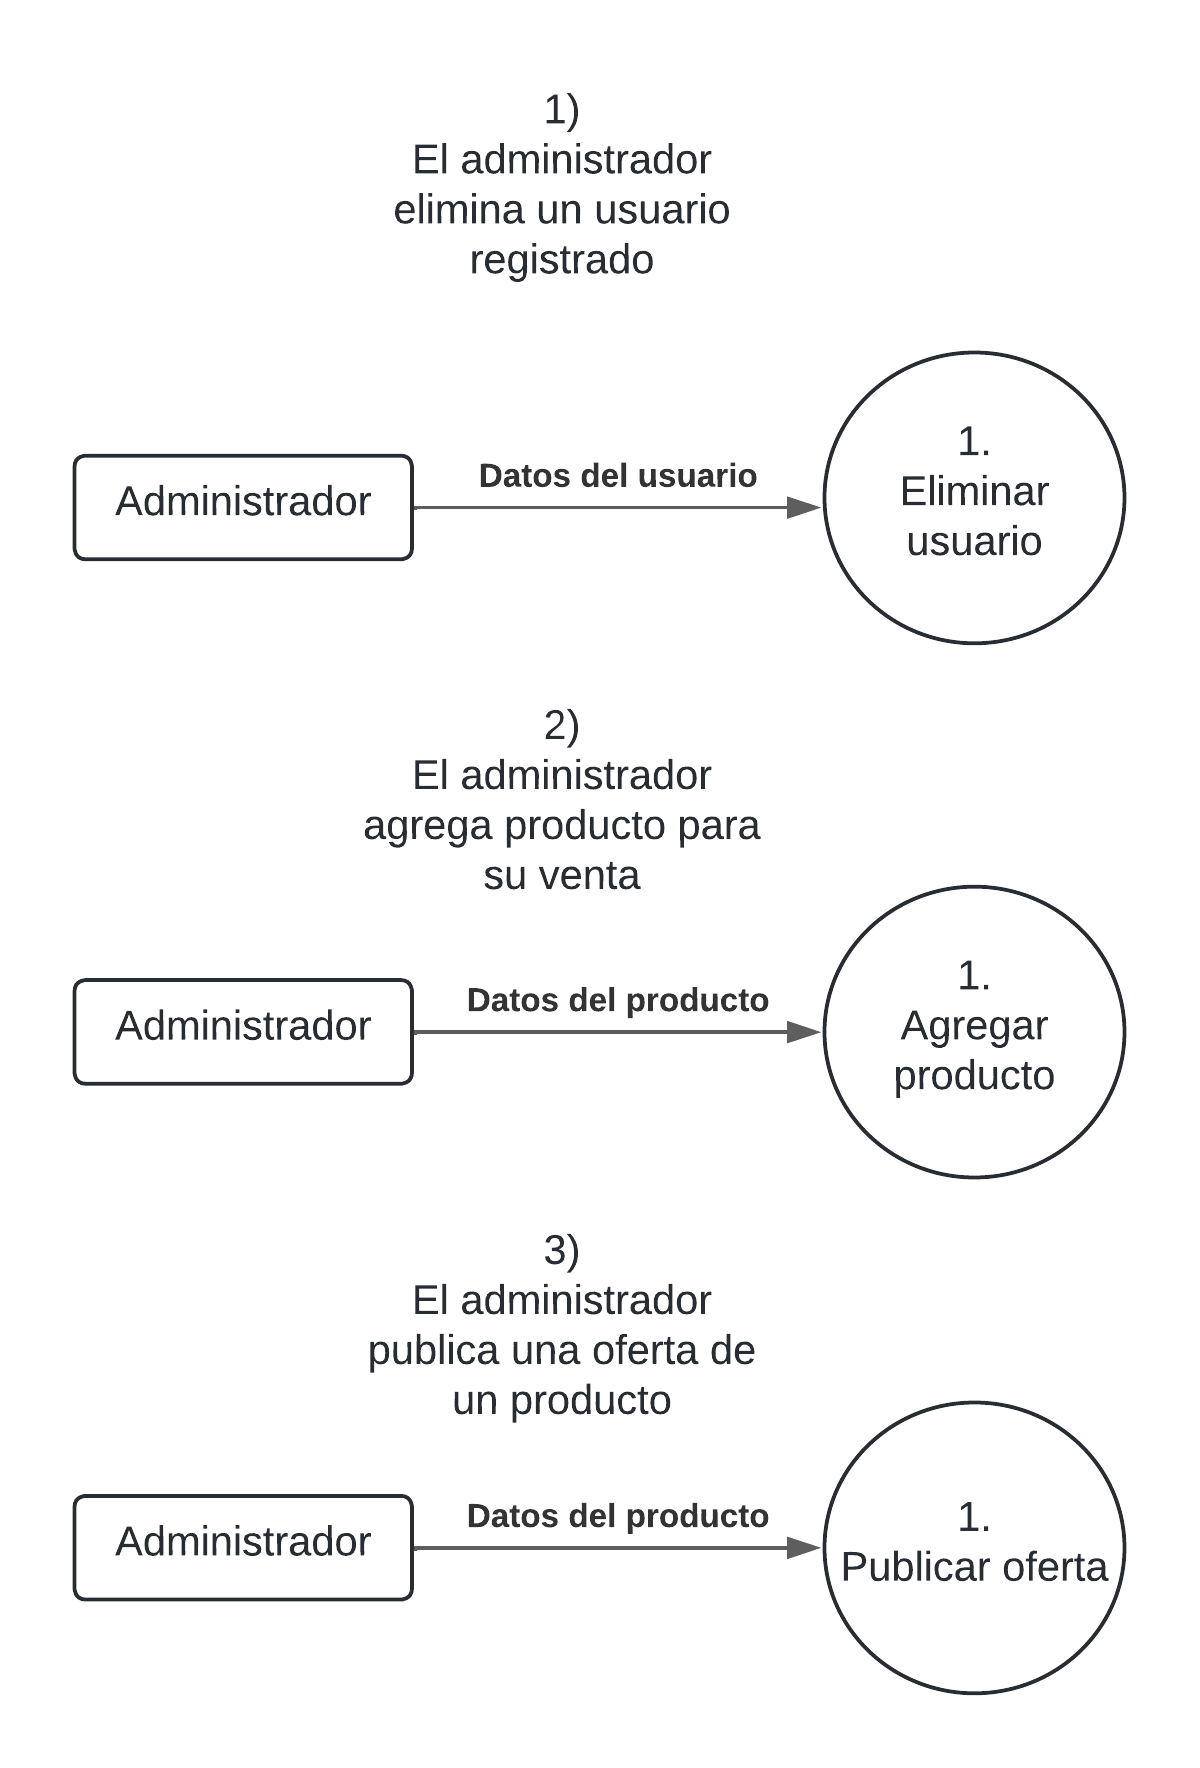 1)
El administrador
elimina un usuario
registrado
Administrador
Datos del usuario
1.
Eliminar
usuario
2)
El administrador
agrega producto para
su venta
Administrador
Datos del producto
1.
Agregar
producto
3)
El administrador
publica una oferta de
un producto
Administrador
Datos del producto
1.
Publicar oferta